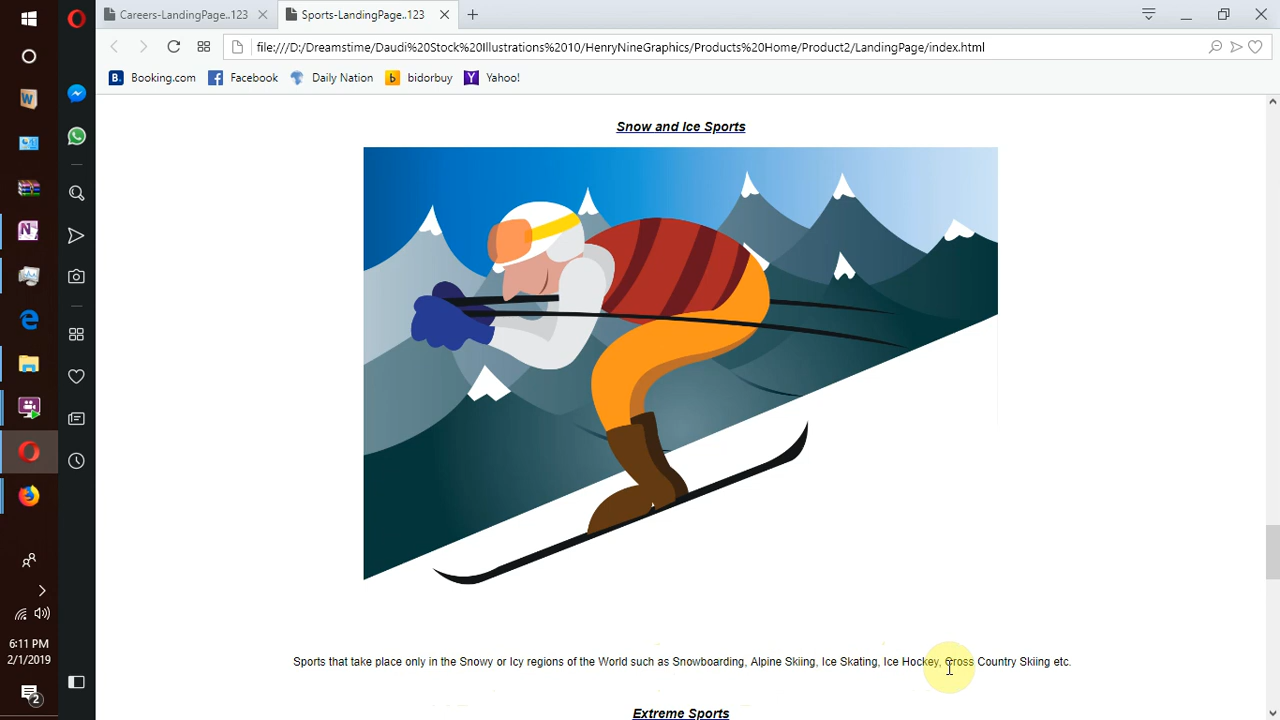 Careers-LandingPage..123
Sports-LandingPage..123
file:///D:/Dreamstime/Daudi%20Stock%20Illustrations%2010/HenryNineGraphics/Products%20Home/Product2/LandingPage/index.html
B. Booking.com
Facebook
Daily Nation
b bidorbuy
Y Yahoo!
Snow and Ice Sports
Sports that take place only in the Snowy or Icy regions of the World such as Snowboarding, Alpine Skiing, Ice Skating, Ice Hockey, Cross Country Skiing etc.
Extreme Sports
6:11 PM
2/1/2019
2